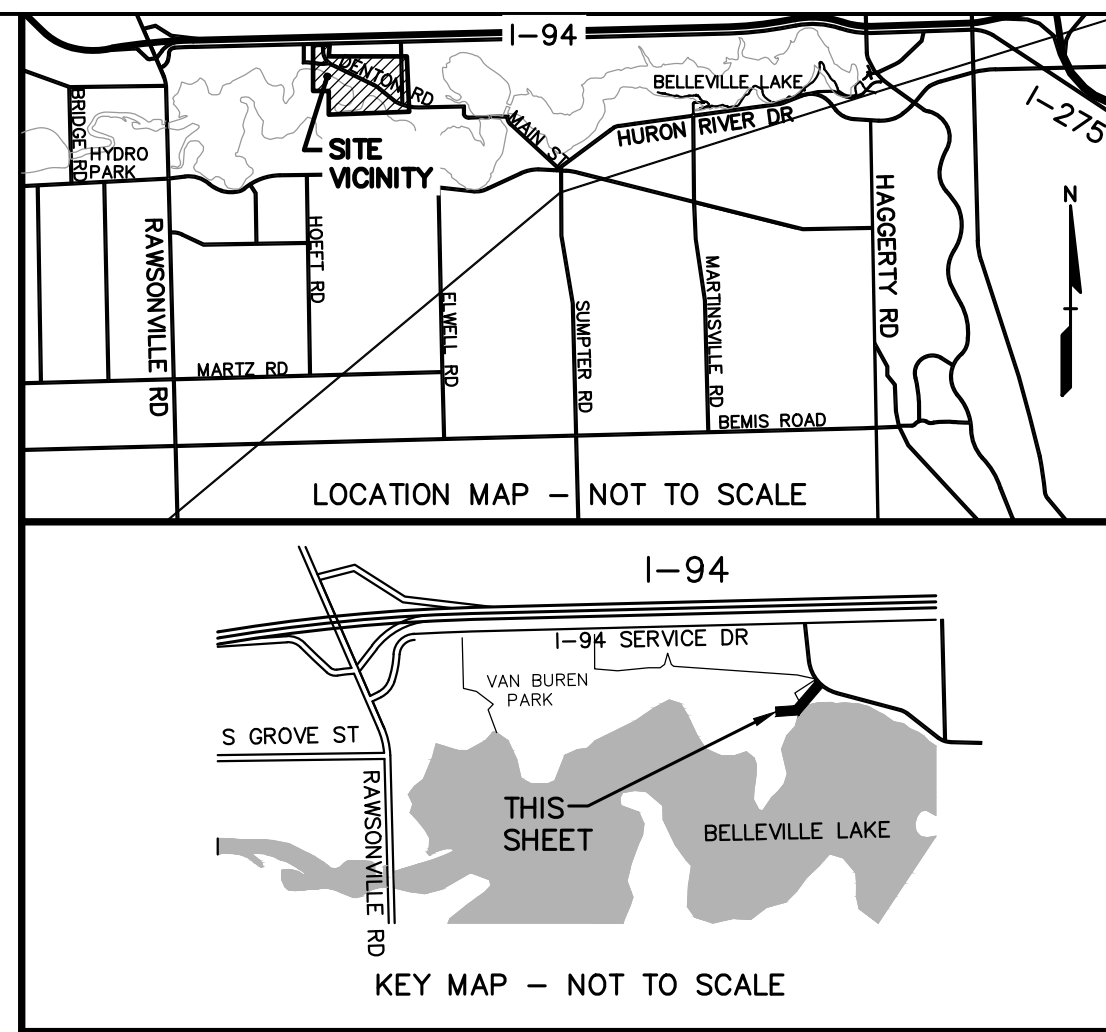 I-94
DENTON RD
BELLEVILLE LAKE
I-275
BRIDGE RD
HYDRO
PARK
SITE
VICINITY
MAIN ST
HURON RIVER DR
N
RAWSONVILLE RD
HOEFT RD
ELWELL RD
SUMPTER RD
MARTINSVILLE RD
HAGGERTY RD
MARTZ RD
BEMIS ROAD
LOCATION MAP – NOT TO SCALE
I-94
I-94 SERVICE DR
VAN BUREN
PARK
S GROVE ST
RAWSONVILLE RD
THIS
SHEET
BELLEVILLE LAKE
KEY MAP – NOT TO SCALE